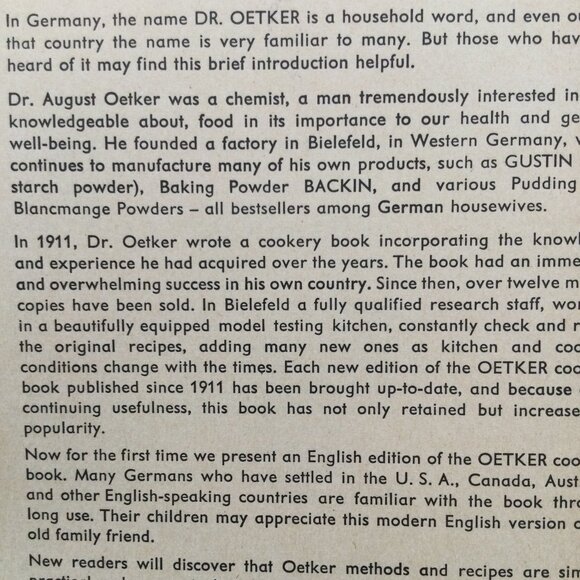 In Germany, the name DR. OETKER is a household word, and even
that country the name is very familiar to many. But those who
heard of it may find this brief introduction helpful.
Dr. August Oetker was a chemist, a man tremendously interested in
knowledgeable about, food in its importance to our health and
well-being. He founded a factory in Bielefeld, in Western Germany,
continues to manufacture many of his own products, such as GUSTIN
starch powder), Baking Powder BACKIN, and various Pudding
Blancmange Powders – all bestsellers among German housewives.
In 1911, Dr. Oetker wrote a cookery book incorporating the
and experience he had acquired over the years. The book had an
and overwhelming success in his own country. Since then, over twelve
copies have been sold. In Bielefeld a fully qualified research staff,
in a beautifully equipped model testing kitchen, constantly check and
the original recipes, adding many new ones as kitchen and
conditions change with the times. Each new edition of the OETKER
book published since 1911 has been brought up-to-date, and because
continuing usefulness, this book has not only retained but
popularity.
Now for the first time we present an English edition of the OETKER
book. Many Germans who have settled in the U. S. A., Canada,
and other English-speaking countries are familiar with the book
long use. Their children may appreciate this modern English version
old family friend.
New readers will discover that Oetker methods and recipes are